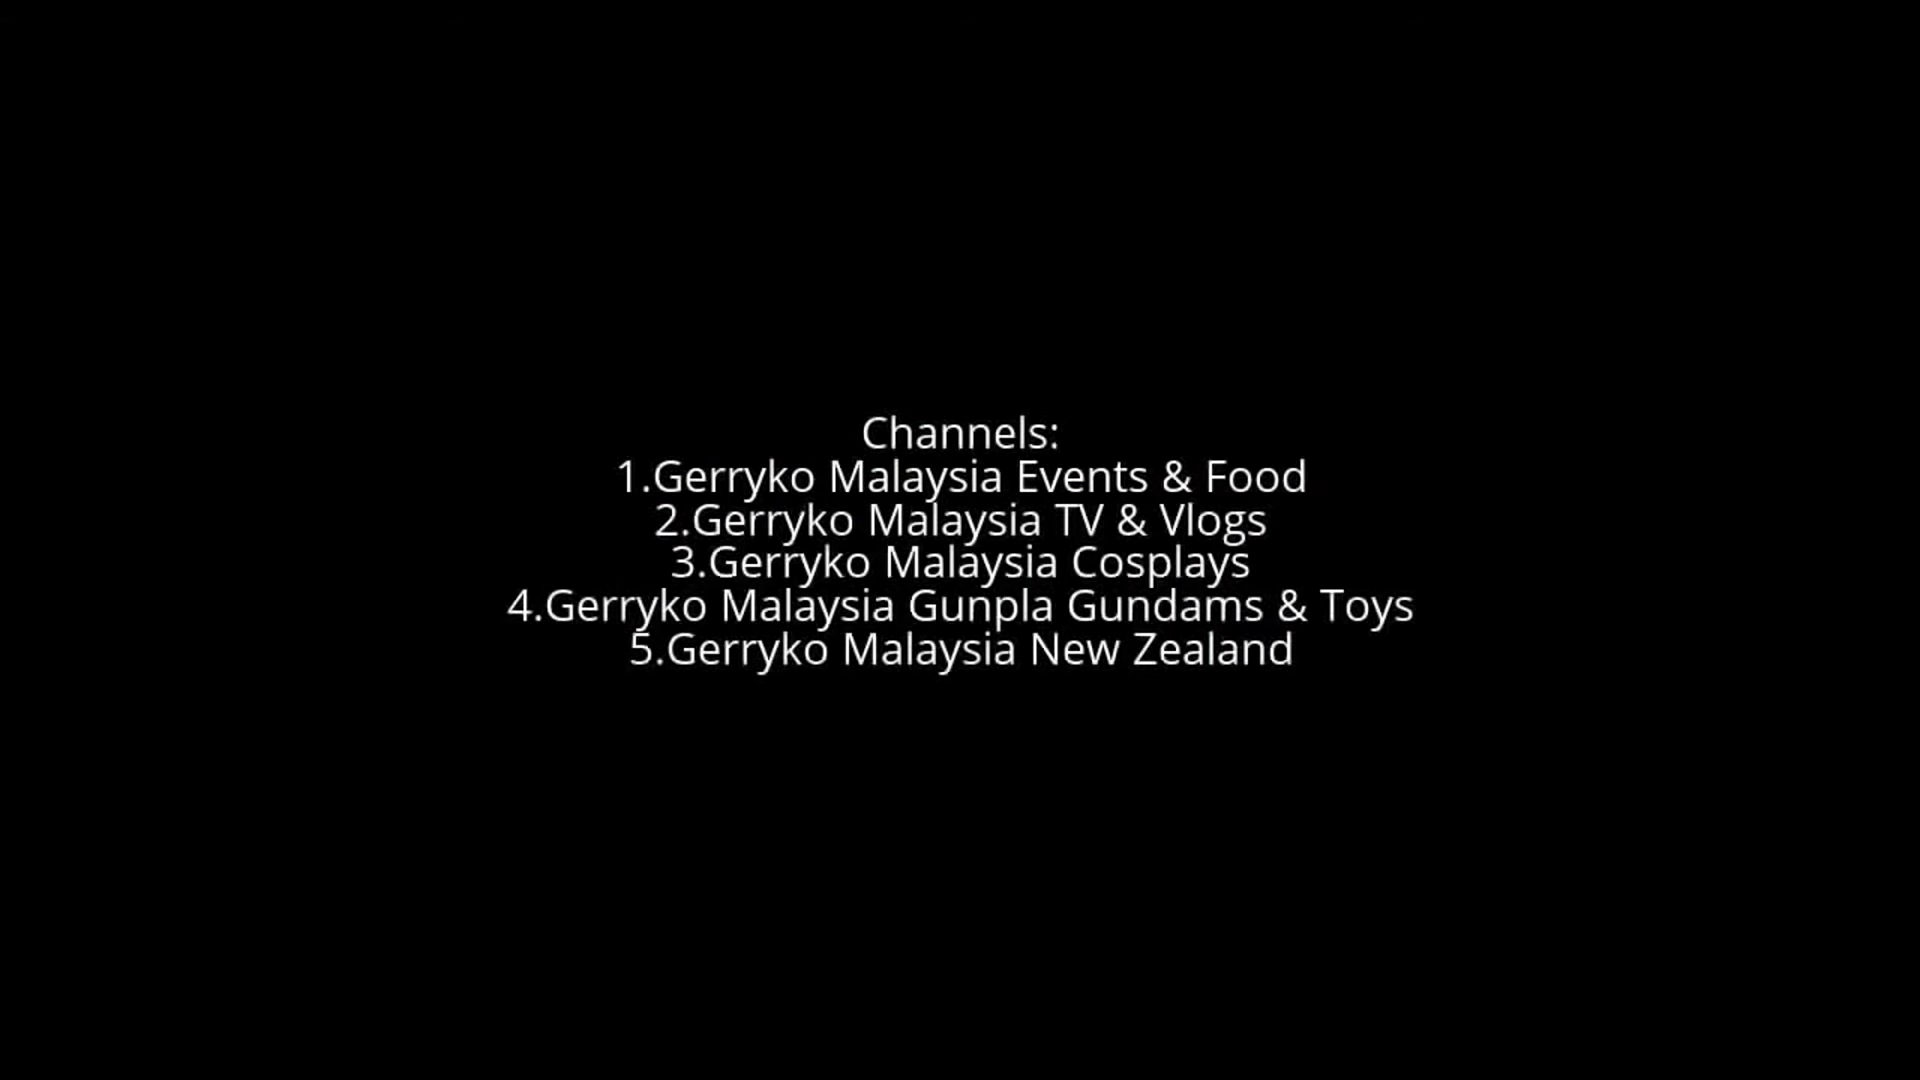 Channels:
1.Gerryko Malaysia Events & Food
2.Gerryko Malaysia TV & Vlogs
3.Gerryko Malaysia Cosplays
4.Gerryko Malaysia Gunpla Gundams & Toys
5.Gerryko Malaysia New Zealand